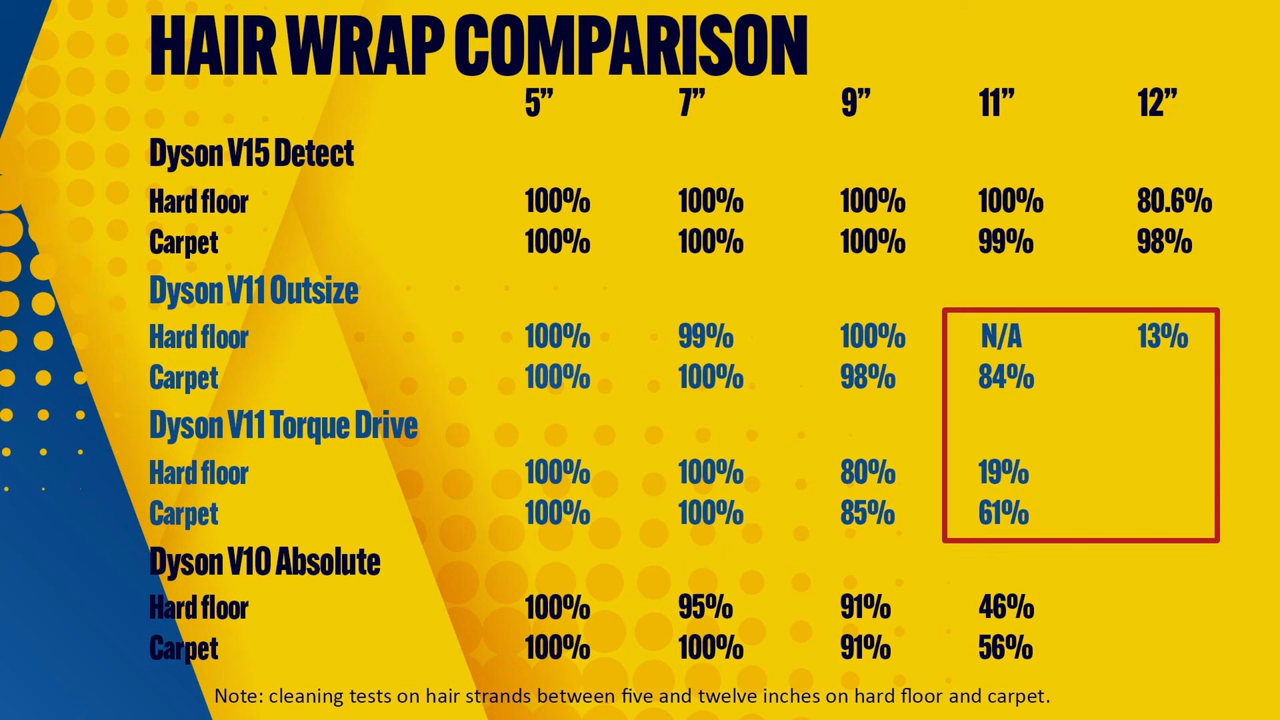 HAIR WRAP COMPARISON
5” 7” 9” 11” 12”
Dyson V15 Detect
Hard floor 100% 100% 100% 100% 80.6%
Carpet 100% 100% 100% 99% 98%
Dyson V11 Outsize
Hard floor 100% 99% 100% N/A 13%
Carpet 100% 100% 98% 84%
Dyson V11 Torque Drive
Hard floor 100% 100% 80% 19%
Carpet 100% 100% 85% 61%
Dyson V10 Absolute
Hard floor 100% 95% 91% 46%
Carpet 100% 100% 91% 56%
Note: cleaning tests on hair strands between five and twelve inches on hard floor and carpet.